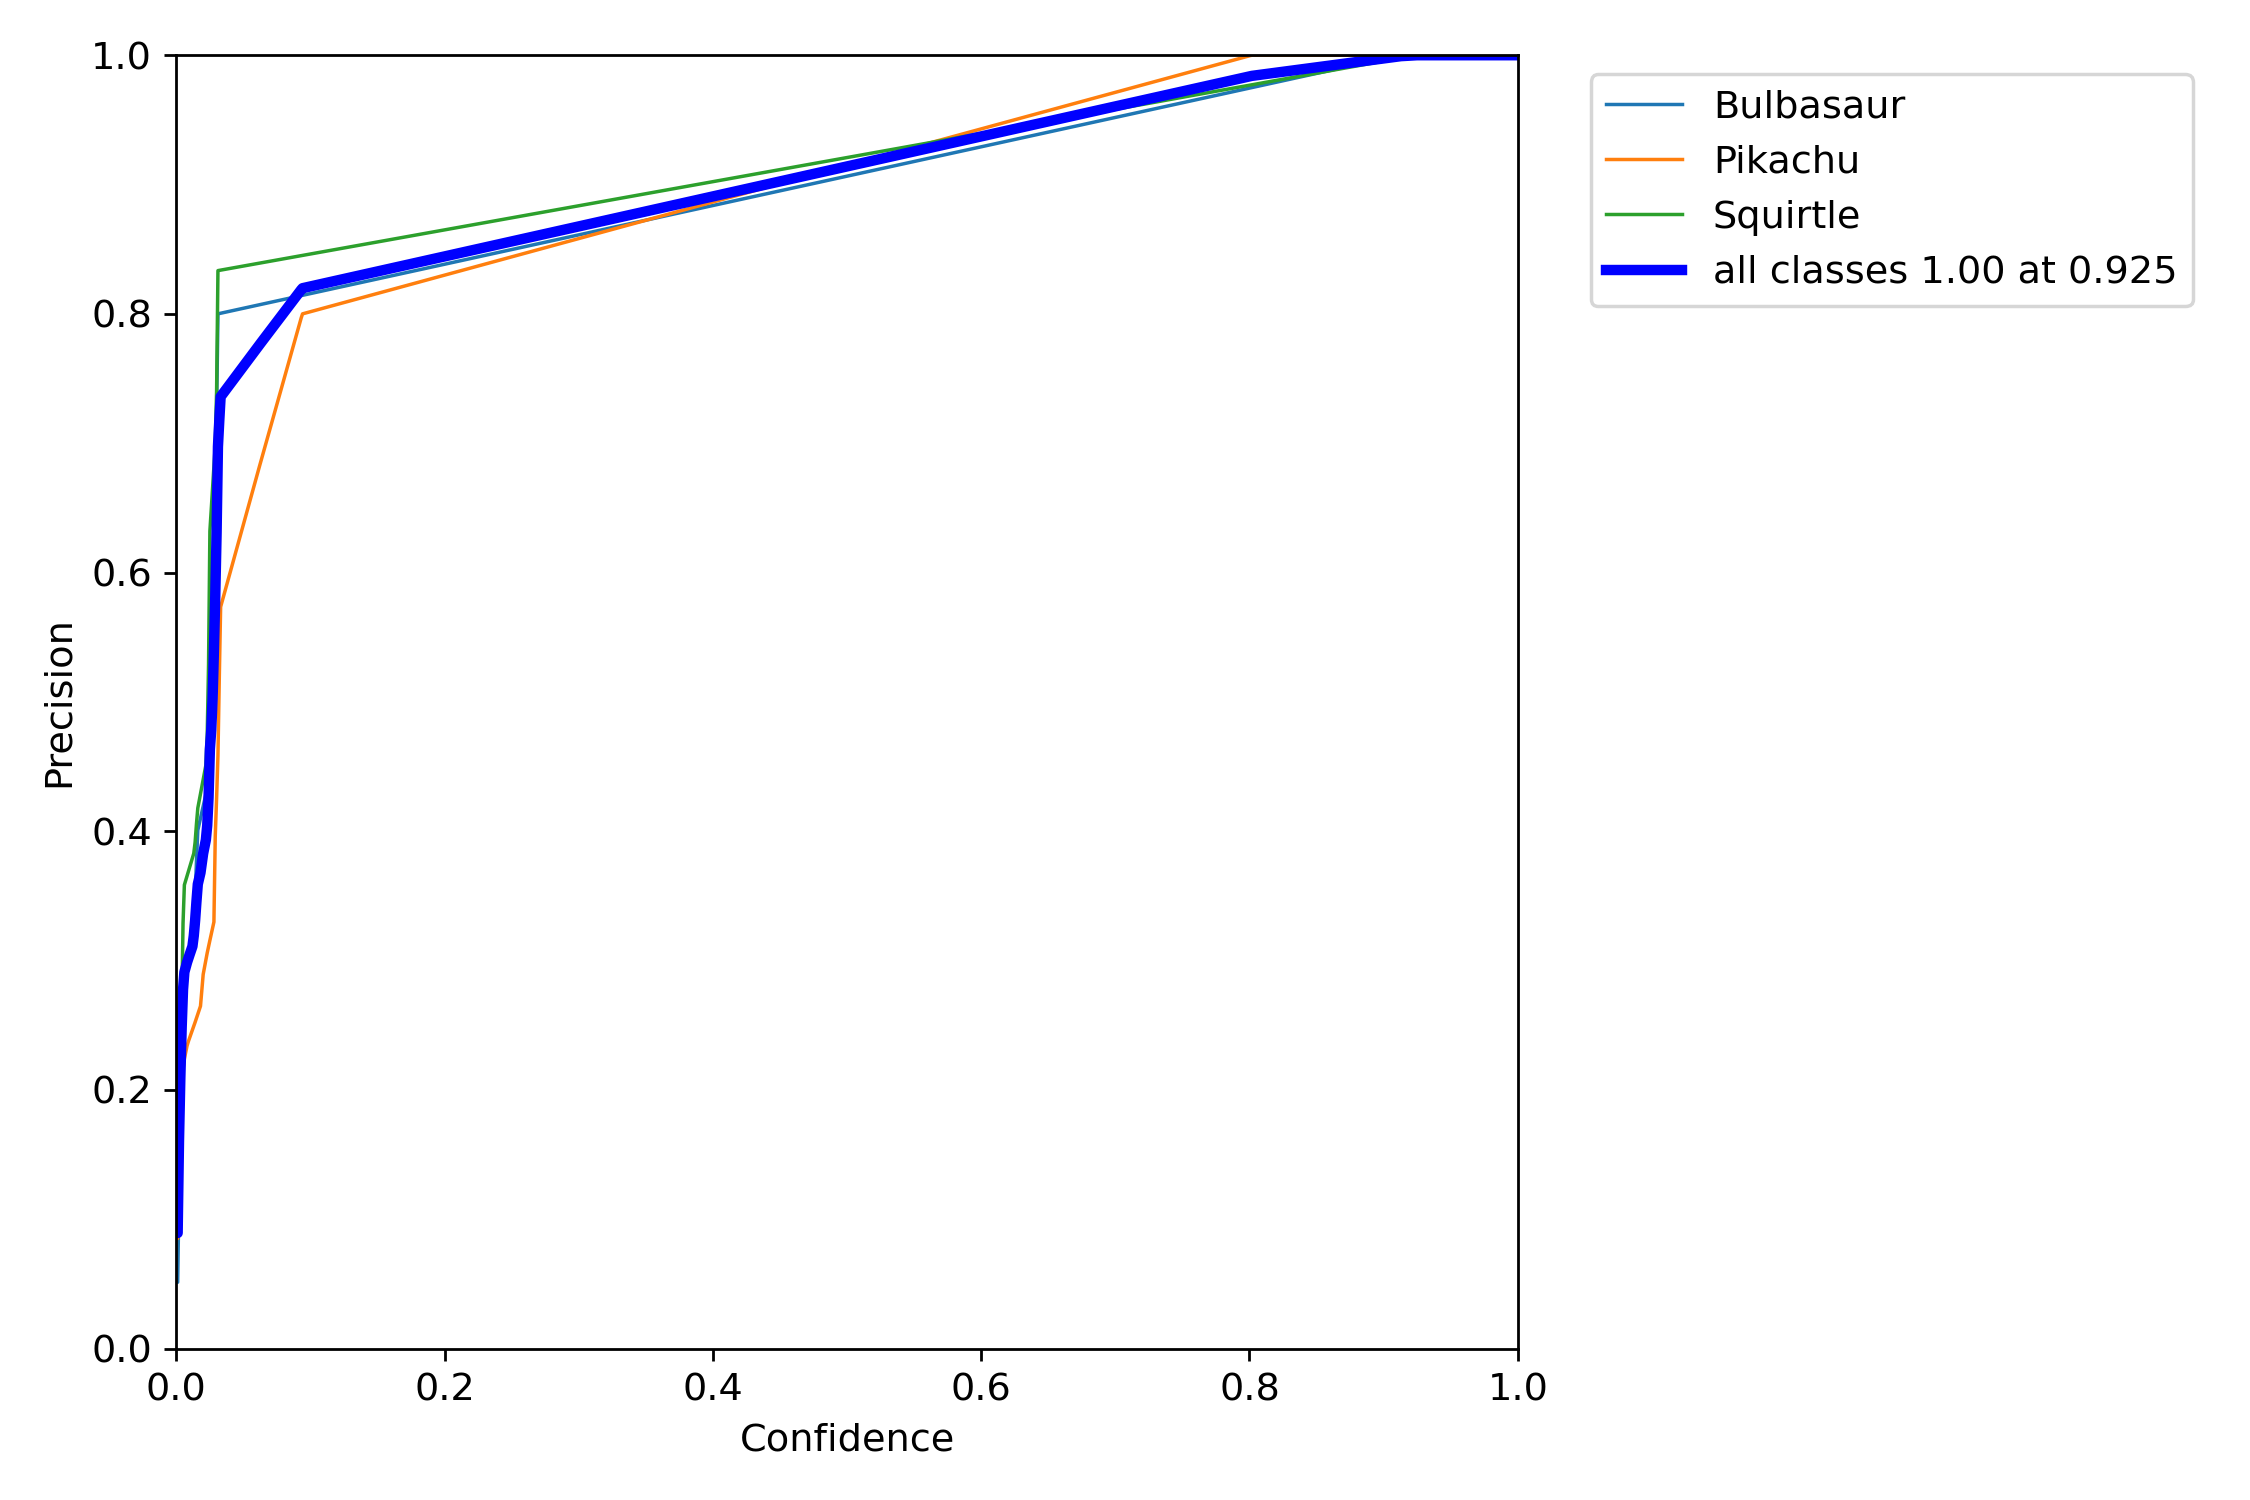 1.0
0.8
0.6
0.4
0.2
0.0
Precision
0.0 0.2 0.4 0.6 0.8 1.0
Confidence
Bulbasaur
Pikachu
Squirtle
all classes 1.00 at 0.925